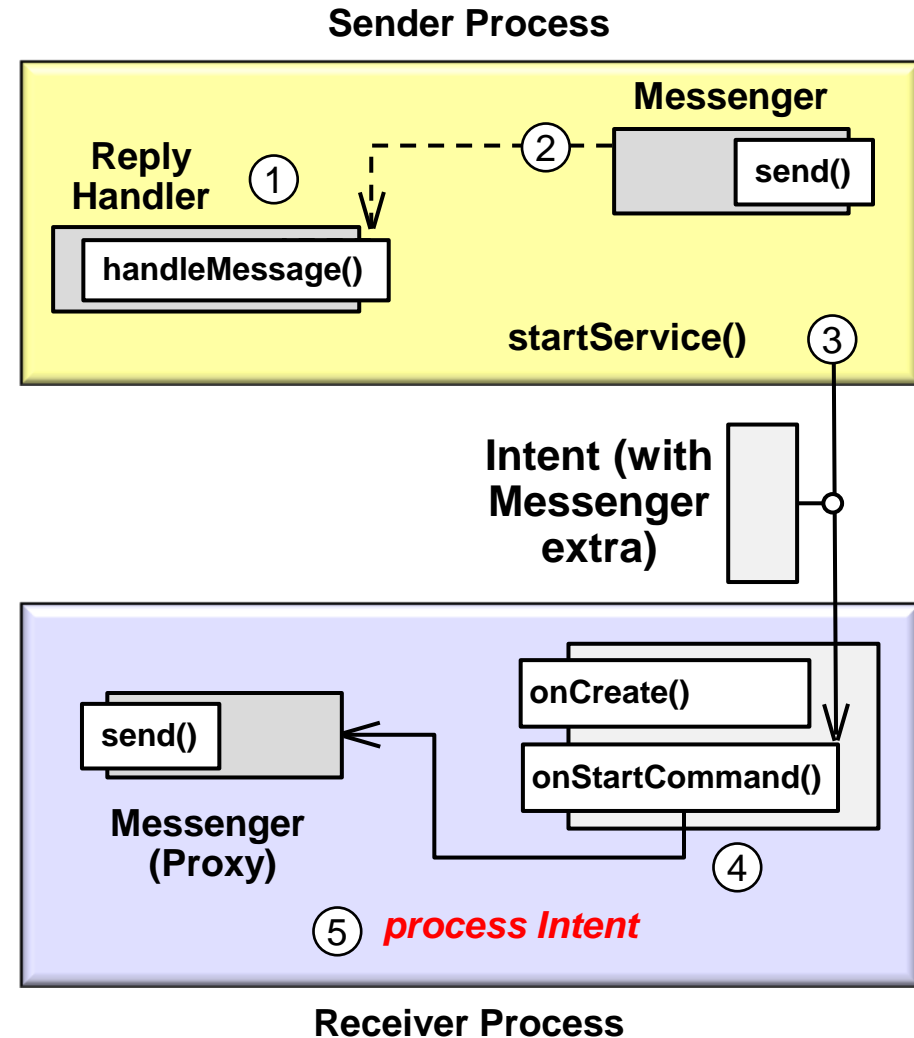 Sender Process
Messenger
2
send()
Reply
Handler
1
handleMessage()
startService()
3
Intent (with
Messenger
extra)
onCreate()
send()
onStartCommand()
Messenger
(Proxy)
4
5
process Intent
Receiver Process